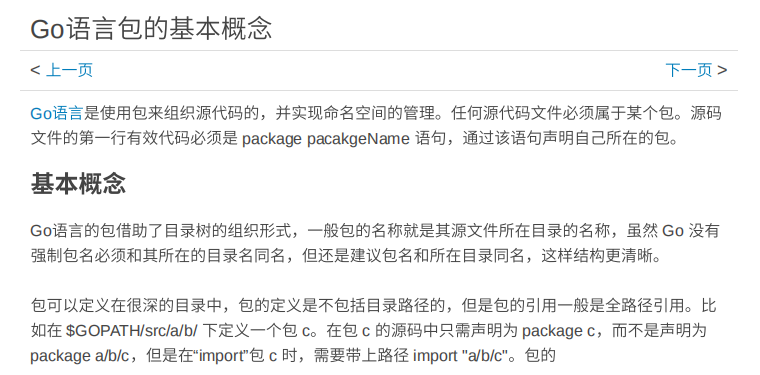 Go语言包的基本概念
< 上一页
下一页 >
Go语言是使用包来组织源代码的，并实现命名空间的管理。任何源代码文件必须属于某个包。源码
文件的第一行有效代码必须是 package pacakgeName 语句，通过该语句声明自己所在的包。
基本概念
Go语言的包借助了目录树的组织形式，一般包的名称就是其源文件所在目录的名称，虽然 Go 没有
强制包名必须和其所在的目录名同名，但还是建议包名和所在目录同名，这样结构更清晰。
包可以定义在很深的目录中，包的定义是不包括目录路径的，但是包的引用一般是全路径引用。比
如在 $GOPATH/src/a/b/ 下定义一个包 c。在包 c 的源码中只需声明为 package c，而不是声明为
package a/b/c，但是在“import”包 c 时，需要带上路径 import "a/b/c"。包的